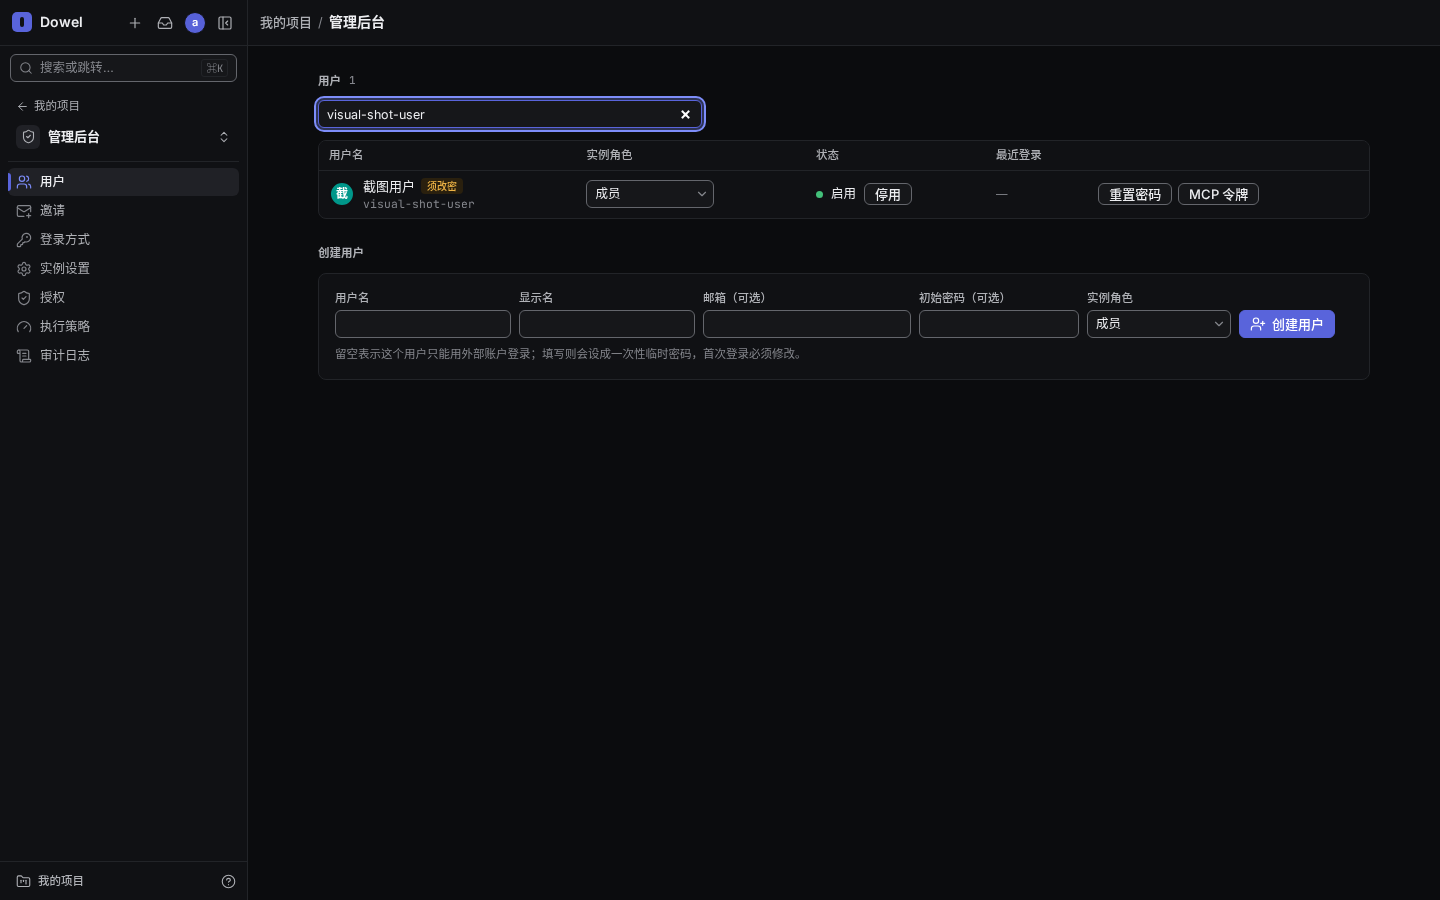 Dowel
a
搜索或跳转...
⌘K
我的项目
管理后台
用户
邀请
登录方式
实例设置
授权
执行策略
审计日志
我的项目
我的项目 / 管理后台
用户 1
visual-shot-user
用户名 实例角色 状态 最近登录
截 截图用户 须改密 成员 启用 停用 — 重置密码 MCP 令牌
visual-shot-user
创建用户
用户名 显示名 邮箱（可选） 初始密码（可选） 实例角色
成员 创建用户
留空表示这个用户只能用外部账户登录；填写则会设成一次性临时密码，首次登录必须修改。